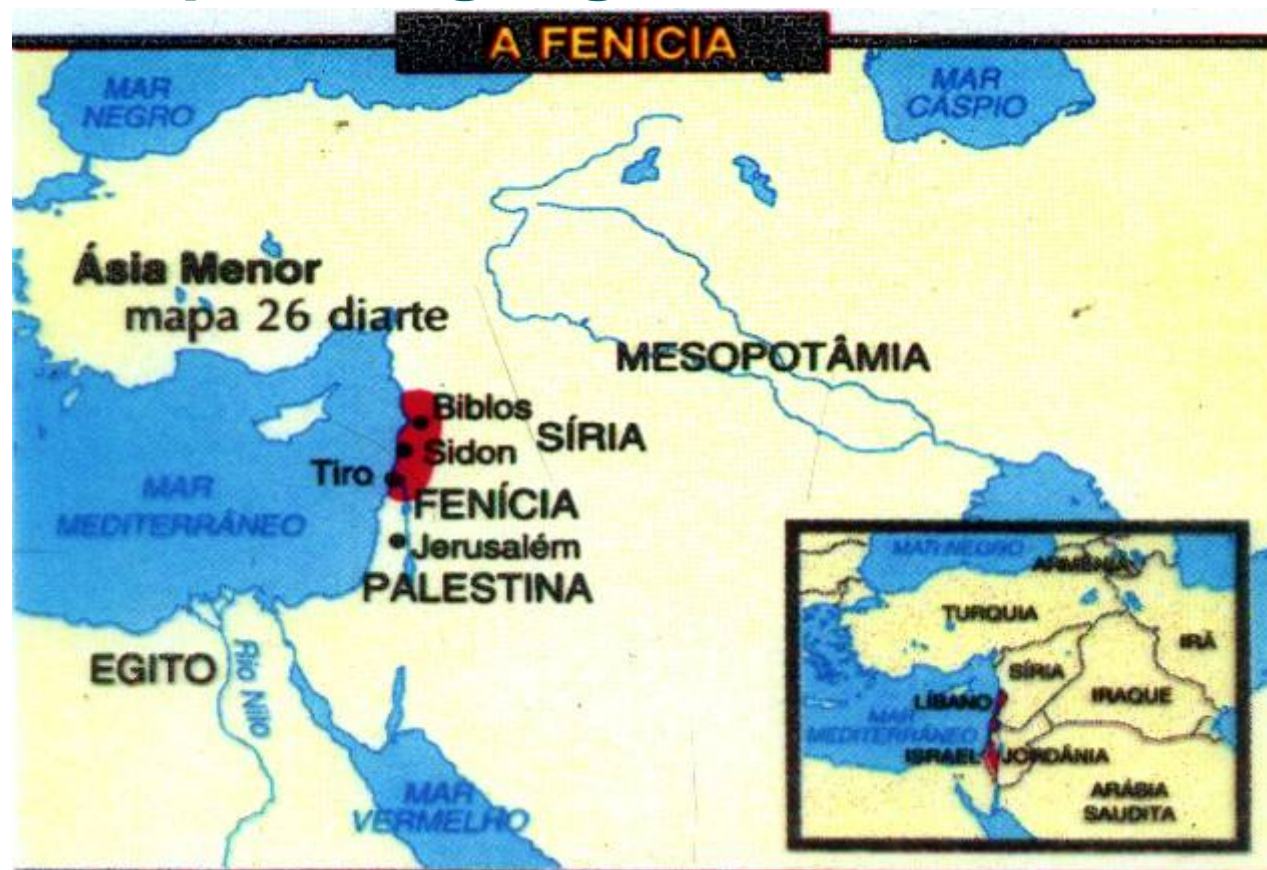 A FENÍCIA
MAR
NEGRO
MAR
CÁSPIO
Ásia Menor
mapa 26 diarte
MESOPOTÂMIA
Biblos
SÍRIA
Sidon
Tiro
FENÍCIA
MAR
MEDITERRÂNEO
Jerusalém
PALESTINA
EGITO
Rio Nilo
MAR
VERMELHO
MAR NEGRO
ARMÊNIA
TURQUIA
IRÃ
SÍRIA
LÍBANO
IRAQUE
MAR
MEDITERRÂNEO
ISRAEL
JORDÂNIA
ARÁBIA
SAUDITA